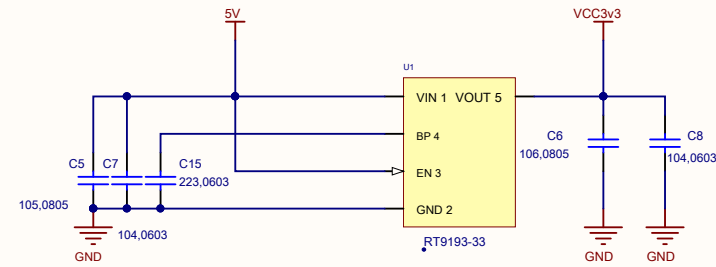 5V
VCC3v3
U1
VIN 1 VOUT 5
BP 4
EN 3
GND 2
RT9193-33
C5 C7 C15
223,0603
105,0805
104,0603
GND
C6
106,0805
C8
104,0603
GND
GND